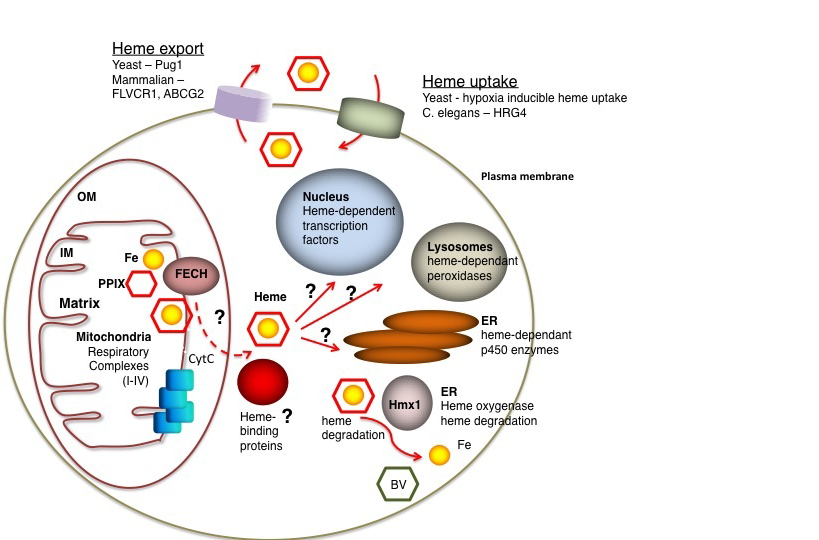 Heme export
Yeast – Pug1
Mammalian –
FLVCR1, ABCG2
Heme uptake
Yeast - hypoxia inducible heme uptake
C. elegans – HRG4
Plasma membrane
OM
Nucleus
Heme-dependent
transcription
factors
IM
Fe
PPIX
FECH
Matrix
Lysosomes
heme-dependant
peroxidases
Heme
?
?
?
?
ER
heme-dependant
p450 enzymes
Mitochondria
Respiratory
Complexes
(I-IV)
CytC
Heme-
binding
proteins
?
heme
degradation
Hmx1
ER
Heme oxygenase
heme degradation
Fe
BV